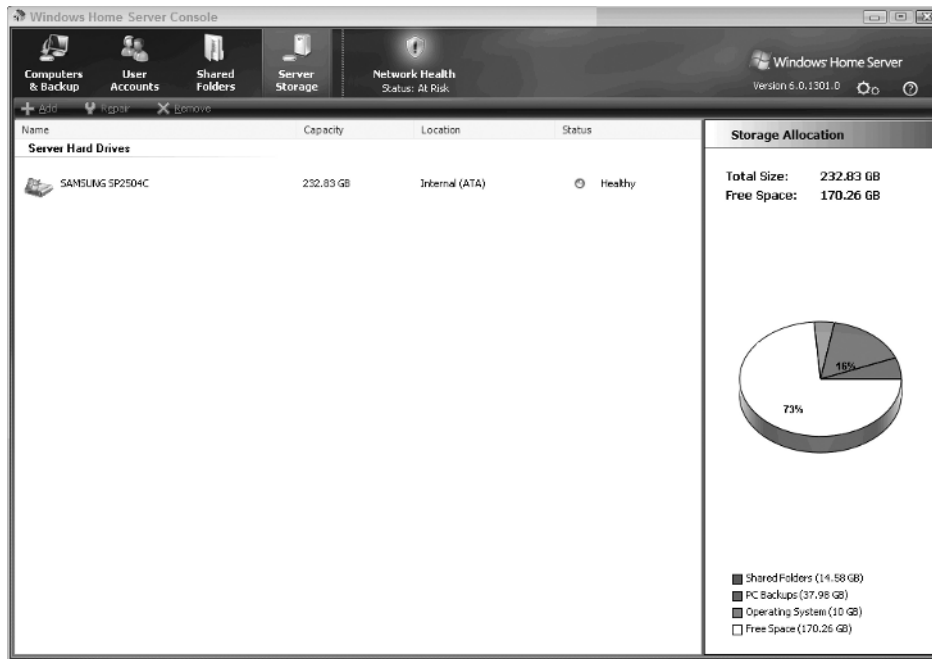 Windows Home Server Console
Computers & Backup
User Accounts
Shared Folders
Server Storage
Network Health
Status: At Risk
Windows Home Server
Version 6.0.1301.0
Add
Repair
Remove
Name Capacity Location Status
Server Hard Drives
SAMSUNG SP2504C 232.83 GB Internal (ATA) Healthy
Storage Allocation
Total Size: 232.83 GB
Free Space: 170.26 GB
16%
73%
Shared Folders (14.58 GB)
PC Backups (37.98 GB)
Operating System (10 GB)
Free Space (170.26 GB)